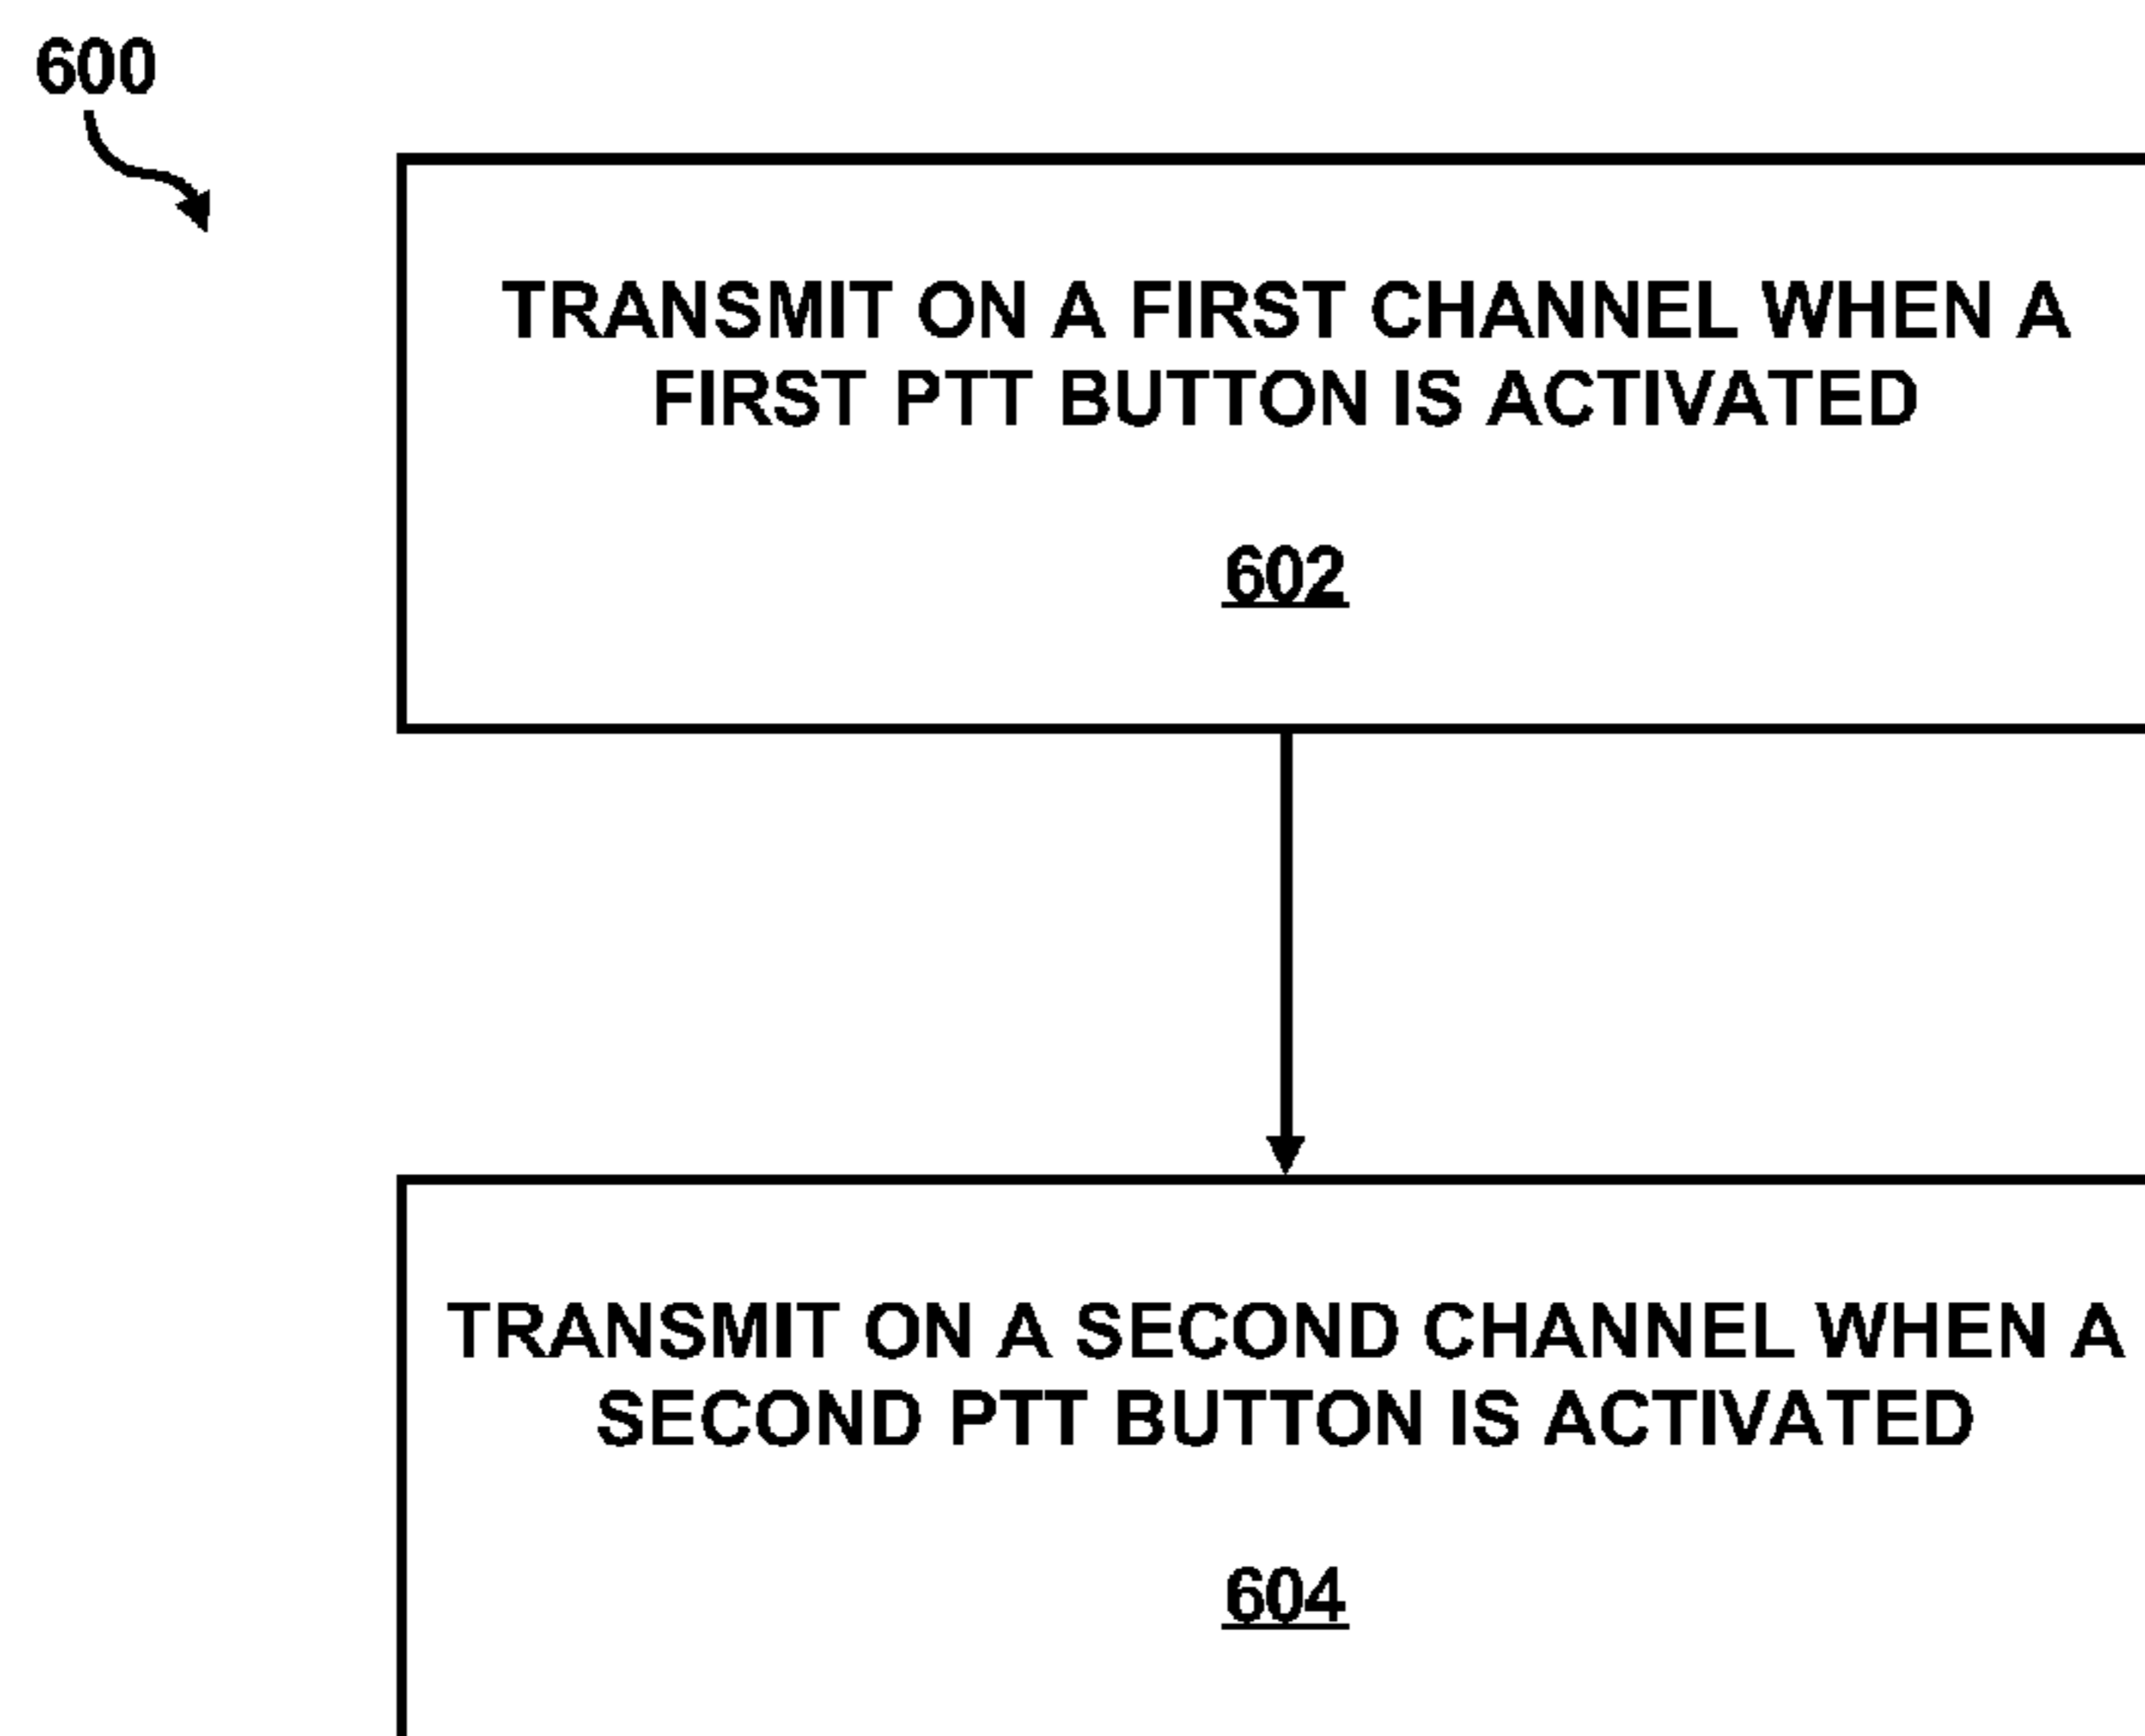 600
TRANSMIT ON A FIRST CHANNEL WHEN A
FIRST PTT BUTTON IS ACTIVATED
602
TRANSMIT ON A SECOND CHANNEL WHEN A
SECOND PTT BUTTON IS ACTIVATED
604